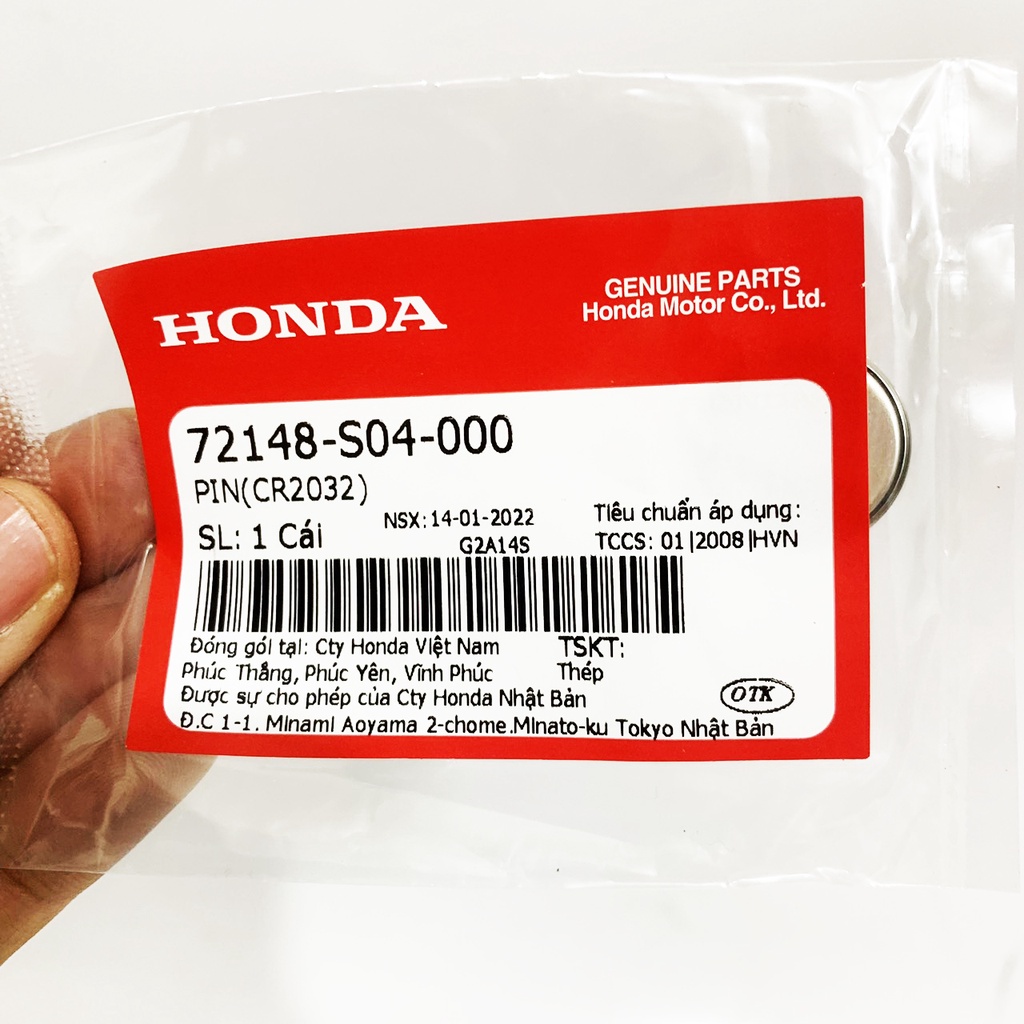 HONDA
GENUINE PARTS
Honda Motor Co., Ltd.
72148-S04-000
PIN(CR2032)
SL: 1 Cái
NSX: 14-01-2022
G2A14S
Tiêu chuẩn áp dụng:
TCCS: 01|2008|HVN
Đóng gói tại: Cty Honda Việt Nam
Phúc Thắng, Phúc Yên, Vĩnh Phúc
TSKT:
Thép
Được sự cho phép của Cty Honda Nhật Bản
Đ.C 1-1. Minami Aoyama 2-chome.Minato-ku Tokyo Nhật Bản
OTK